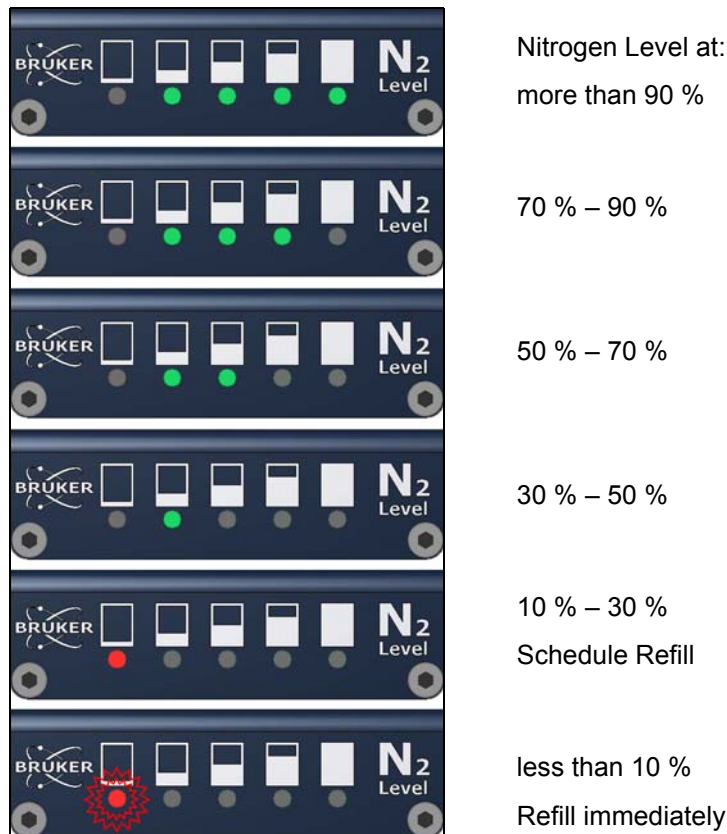 BRUKER
N2
Level
Nitrogen Level at:
more than 90 %
BRUKER
N2
Level
70 % – 90 %
BRUKER
N2
Level
50 % – 70 %
BRUKER
N2
Level
30 % – 50 %
BRUKER
N2
Level
10 % – 30 %
Schedule Refill
BRUKER
N2
Level
less than 10 %
Refill immediately